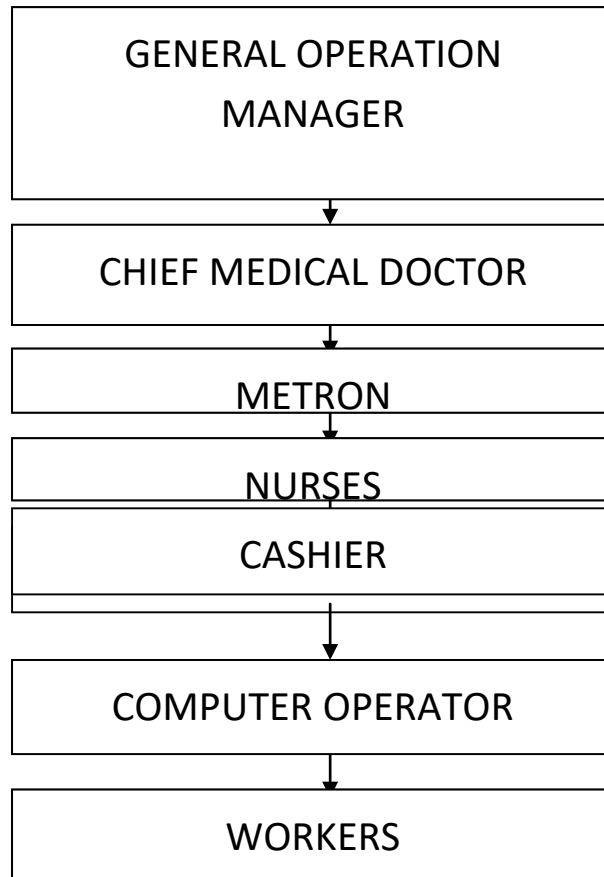 GENERAL OPERATION
MANAGER
CHIEF MEDICAL DOCTOR
METRON
NURSES
CASHIER
COMPUTER OPERATOR
WORKERS